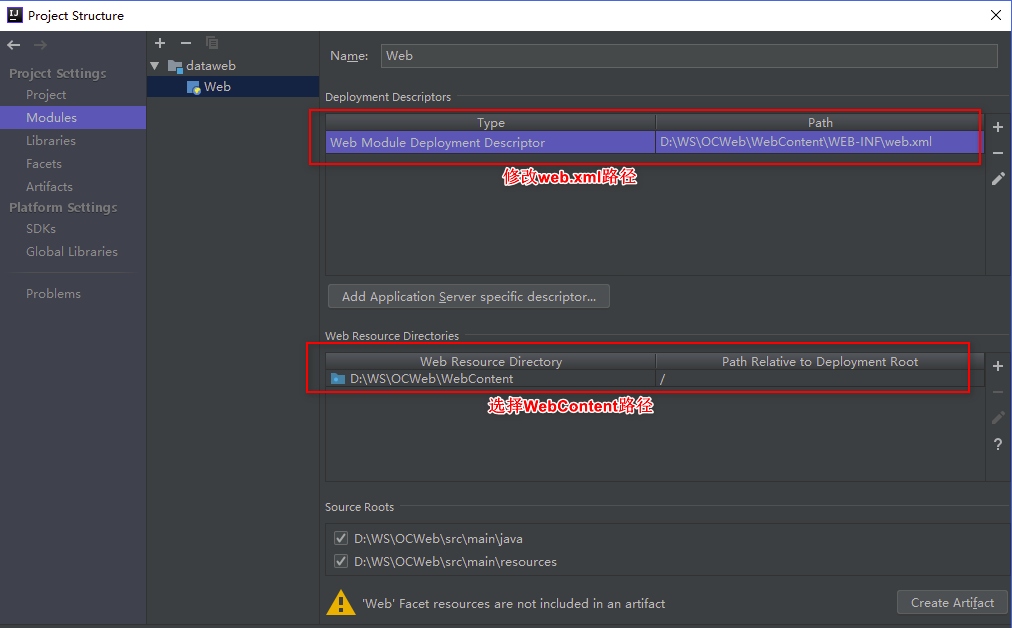 Project Structure
Project Settings
Project
Modules
Libraries
Facets
Artifacts
Platform Settings
SDKs
Global Libraries
Problems
dataweb
Web
Name: Web
Deployment Descriptors
Type Path
Web Module Deployment Descriptor D:\WS\OCWeb\WebContent\WEB-INF\web.xml
修改web.xml路径
Add Application Server specific descriptor...
Web Resource Directories
Web Resource Directory Path Relative to Deployment Root
D:\WS\OCWeb\WebContent /
选择WebContent路径
Source Roots
D:\WS\OCWeb\src\main\java
D:\WS\OCWeb\src\main\resources
'Web' Facet resources are not included in an artifact
Create Artifact